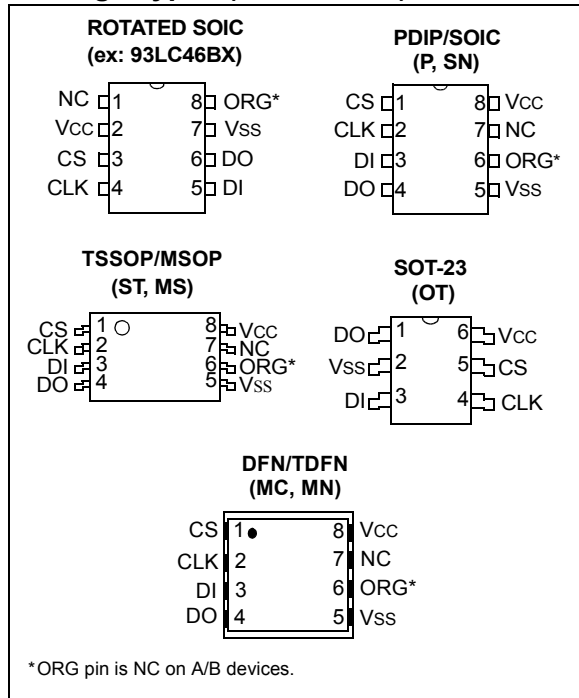 ROTATED SOIC
(ex: 93LC46BX)
NC 1 8 ORG*
Vcc 2 7 Vss
CS 3 6 DO
CLK 4 5 DI
PDIP/SOIC
(P, SN)
CS 1 8 Vcc
CLK 2 7 NC
DI 3 6 ORG*
DO 4 5 Vss
TSSOP/MSOP
(ST, MS)
CS 1 8 Vcc
CLK 2 7 NC
DI 3 6 ORG*
DO 4 5 Vss
SOT-23
(OT)
DO 1 6 Vcc
Vss 2 5 CS
DI 3 4 CLK
DFN/TDFN
(MC, MN)
CS 1 8 Vcc
CLK 2 7 NC
DI 3 6 ORG*
DO 4 5 Vss
*ORG pin is NC on A/B devices.